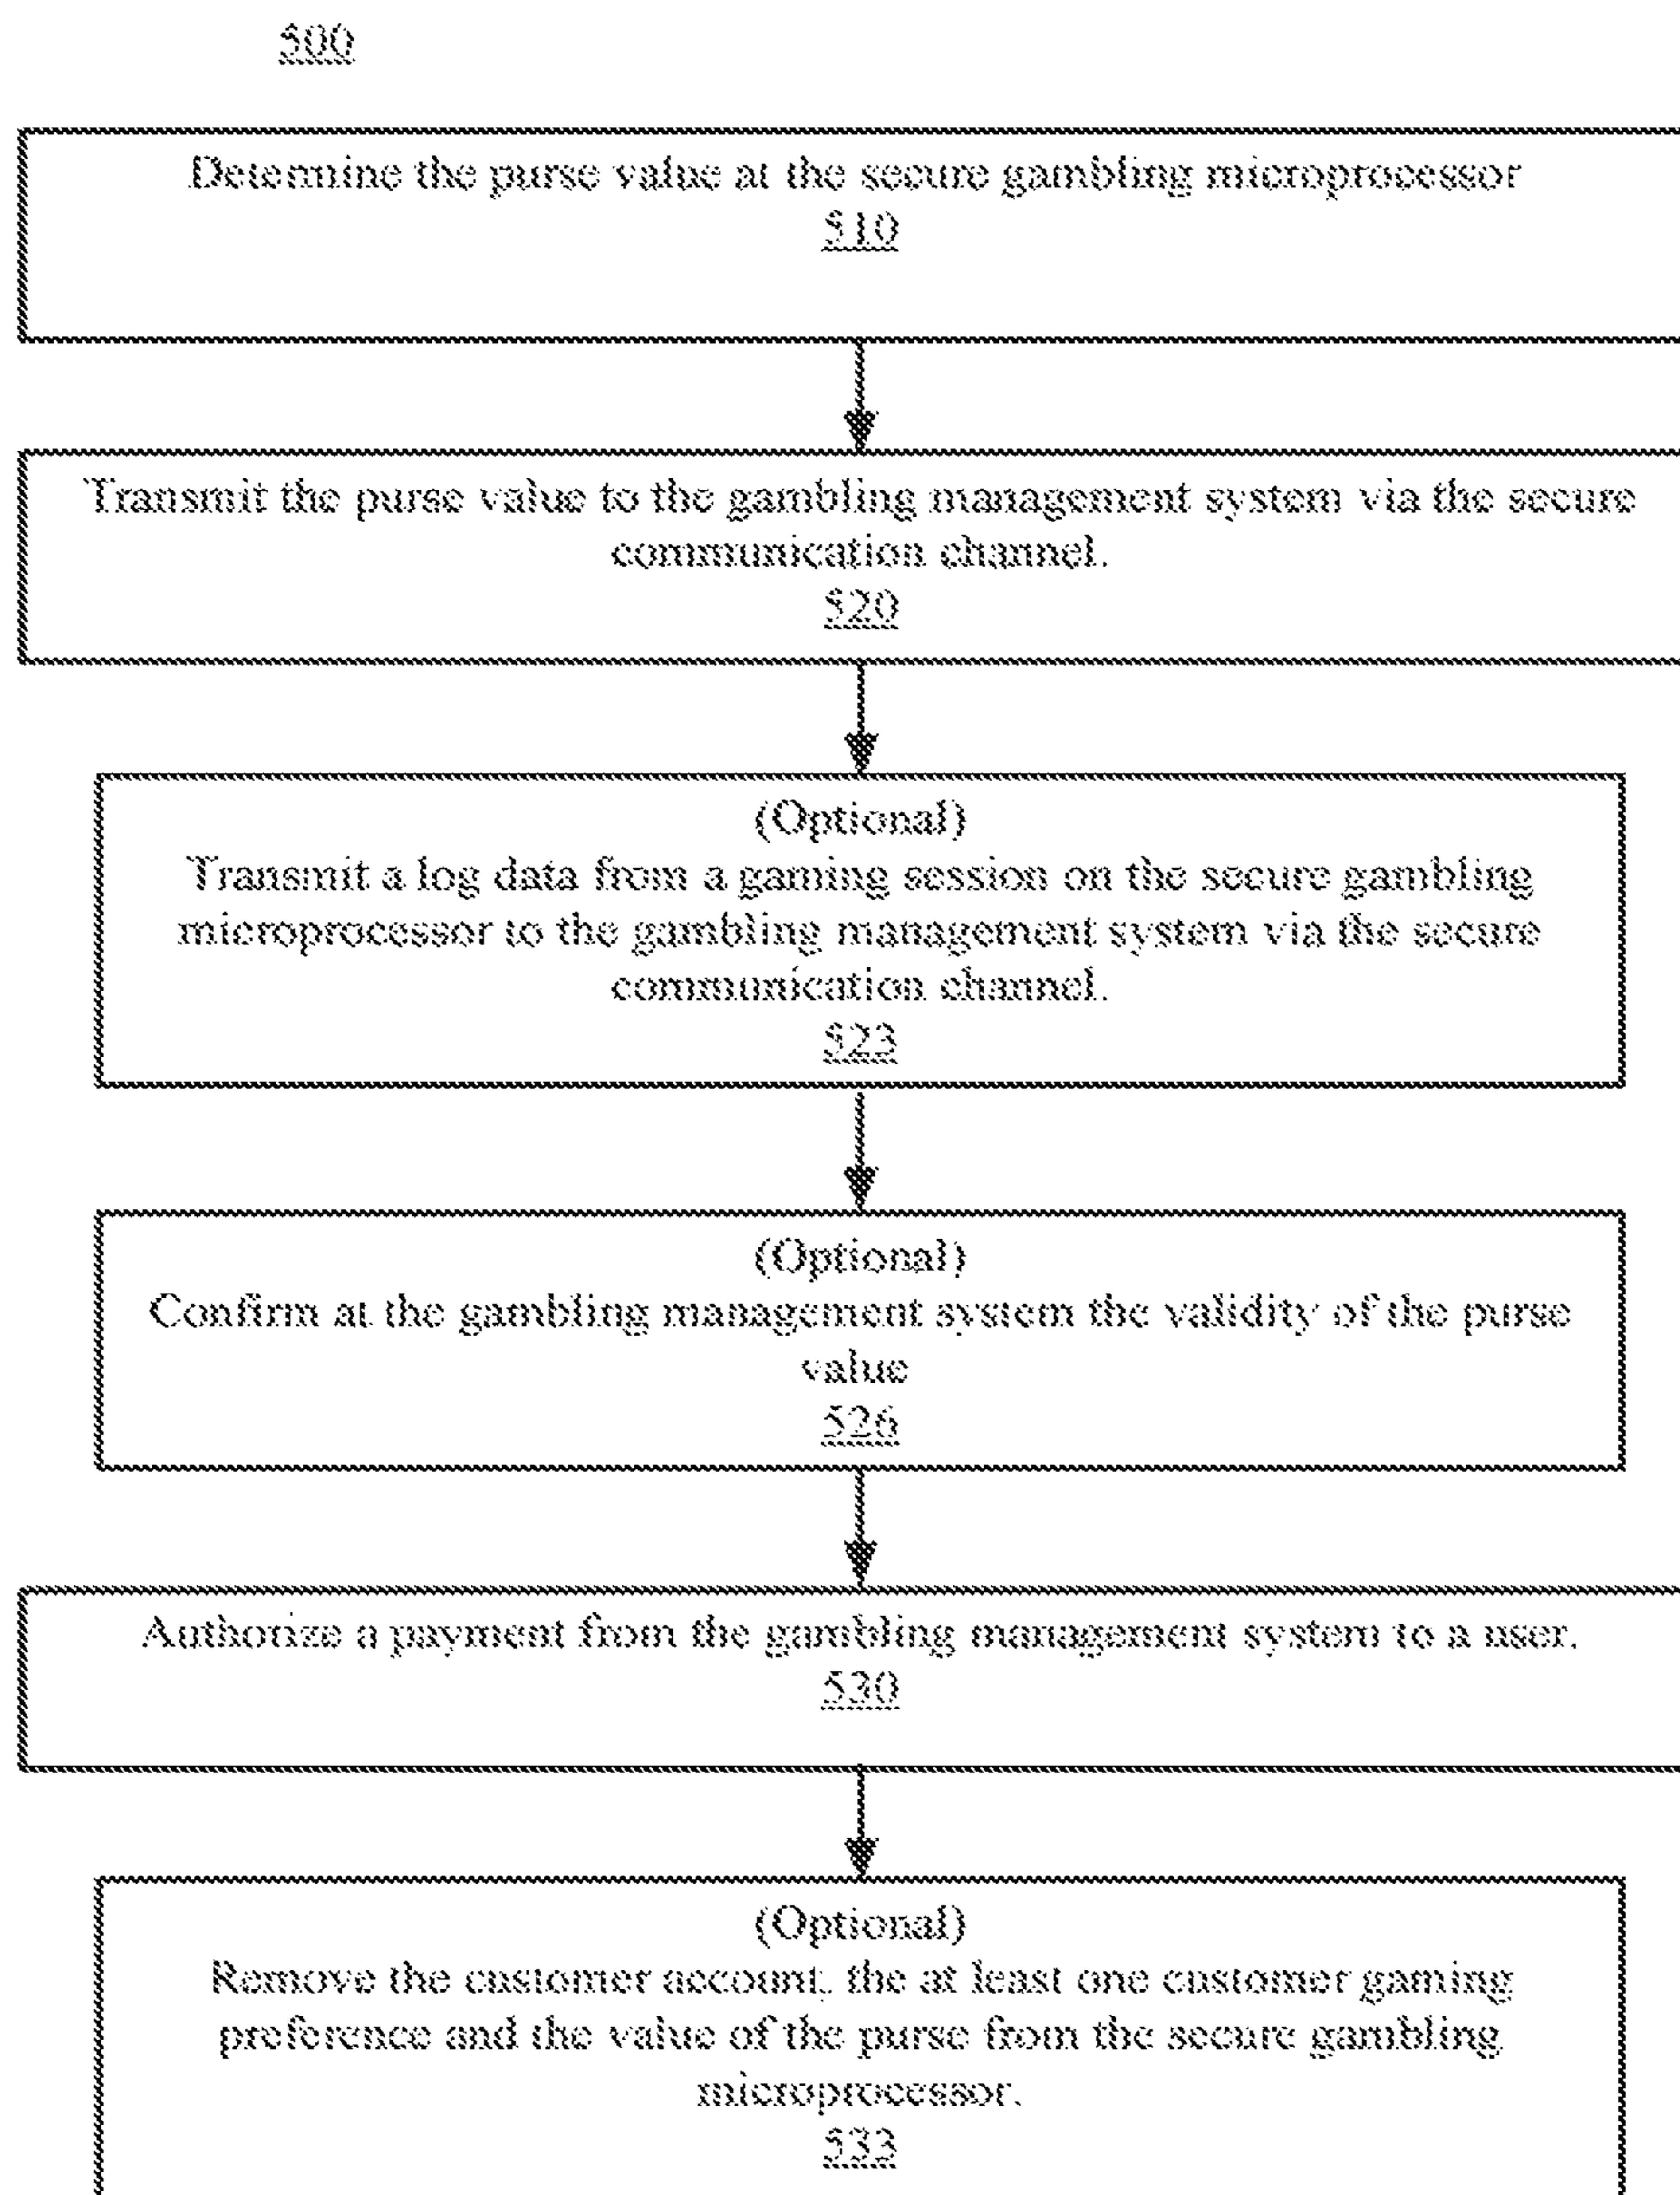 500
Determine the purse value at the secure gambling microprocessor
510
Transmit the purse value to the gambling management system via the secure
communication channel.
520
(Optional)
Transmit a log data from a gaming session on the secure gambling
microprocessor to the gambling management system via the secure
communication channel.
523
(Optional)
Confirm at the gambling management system the validity of the purse
value
526
Authorize a payment from the gambling management system to a user.
530
(Optional)
Remove the customer account, the at least one customer gaming
preference and the value of the purse from the secure gambling
microprocessor.
533